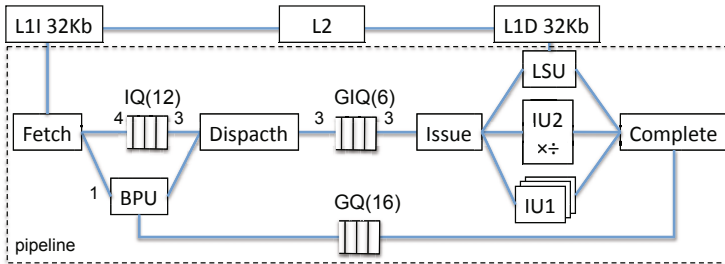 L1I 32Kb
L2
L1D 32Kb
LSU
IQ(12)
GIQ(6)
4
3
3
3
Fetch
Dispacth
Issue
IU2
×÷
Complete
1
BPU
IU1
GQ(16)
pipeline